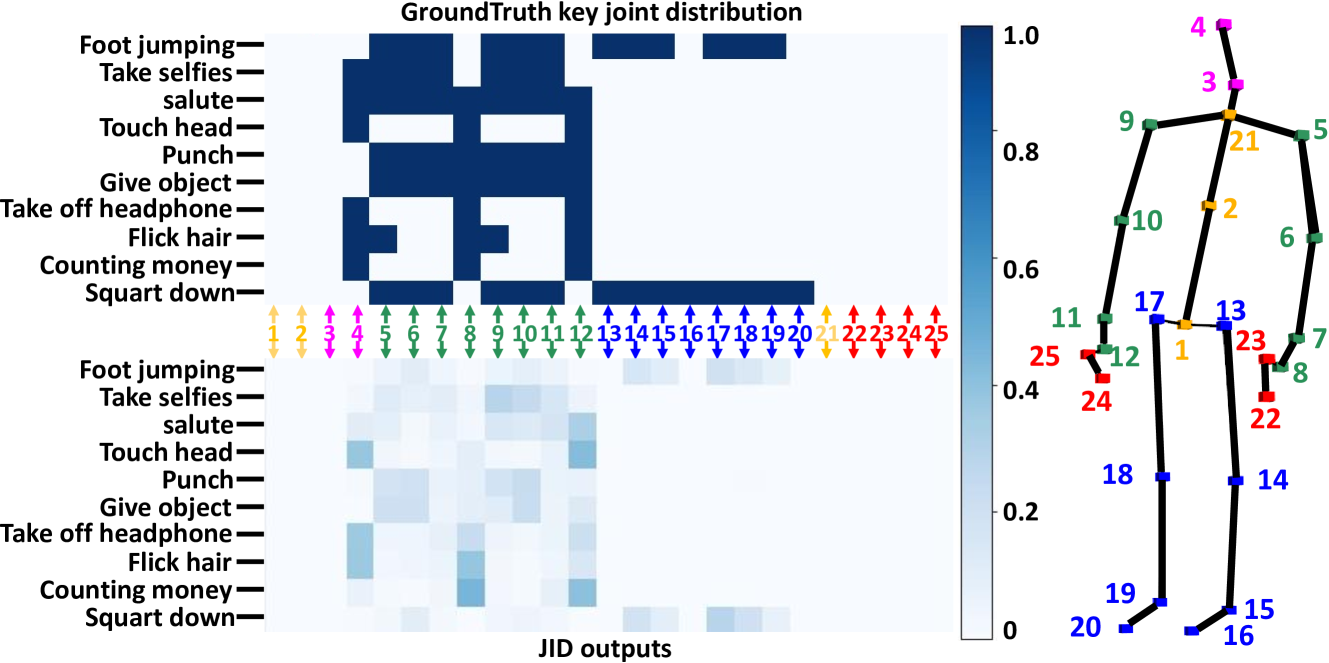 GroundTruth key joint distribution
Foot jumping
Take selfies
salute
Touch head
Punch
Give object
Take off headphone
Flick hair
Counting money
Squart down
1 2 3 4 5 6 7 8 9 10 11 12 13 14 15 16 17 18 19 20 21 22 23 24 25
Foot jumping
Take selfies
salute
Touch head
Punch
Give object
Take off headphone
Flick hair
Counting money
Squart down
JID outputs
1.0
0.8
0.6
0.4
0.2
0
4
3
9
21
5
10
2
6
11
17
13
12
1
23
7
25
8
24
22
18
14
19
15
20
16